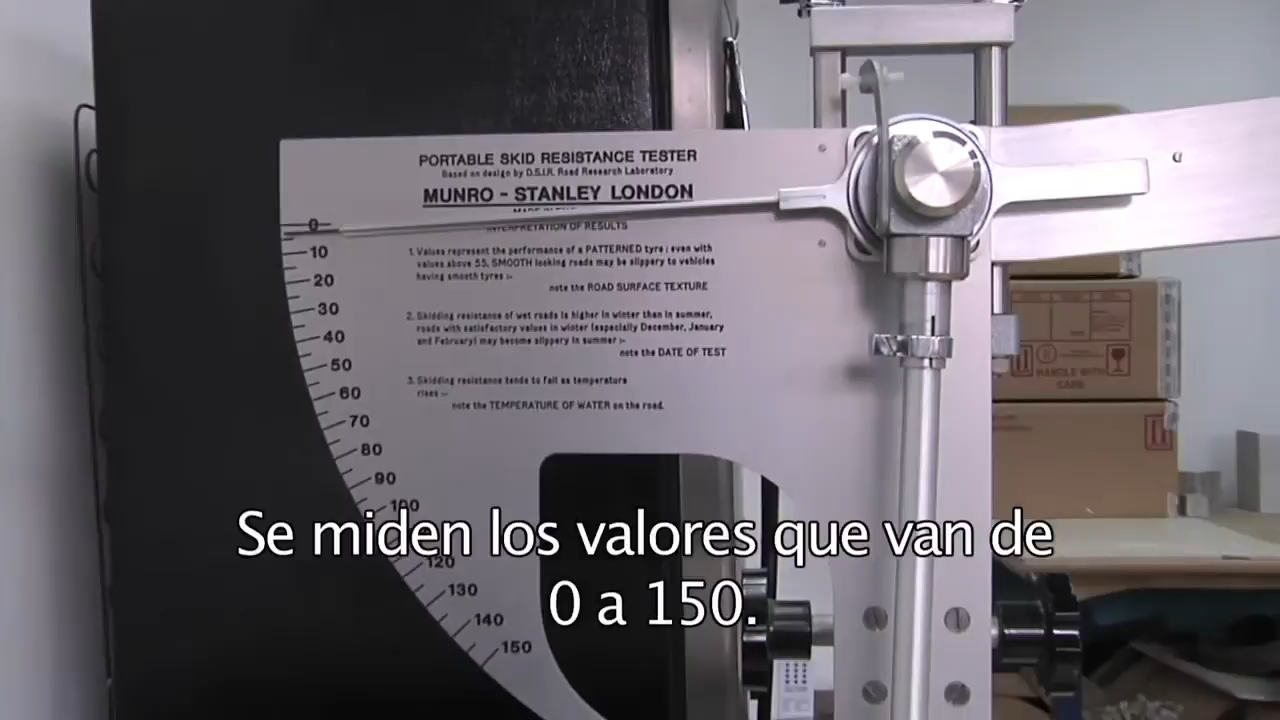 PORTABLE SKID RESISTANCE TESTER
Based on design by D.S.I.R. Road Research Laboratory
MUNRO - STANLEY LONDON
MADE IN
INTERPRETATION OF RESULTS
1. Values represent the performance of a PATTERNED tyre : even with
values above 55, SMOOTH looking roads may be slippery to vehicles
having smooth tyres :-
note the ROAD SURFACE TEXTURE
2. Skidding resistance of wet roads is higher in winter than in summer,
roads with satisfactory values in winter (especially December, January
and February) may become slippery in summer :-
note the DATE OF TEST
3. Skidding resistance tends to fall as temperature
rises :-
note the TEMPERATURE OF WATER on the road.
0
10
20
30
40
50
60
70
80
90
100
120
130
140
150
HANDLE WITH
CARE
Se miden los valores que van de
0 a 150.